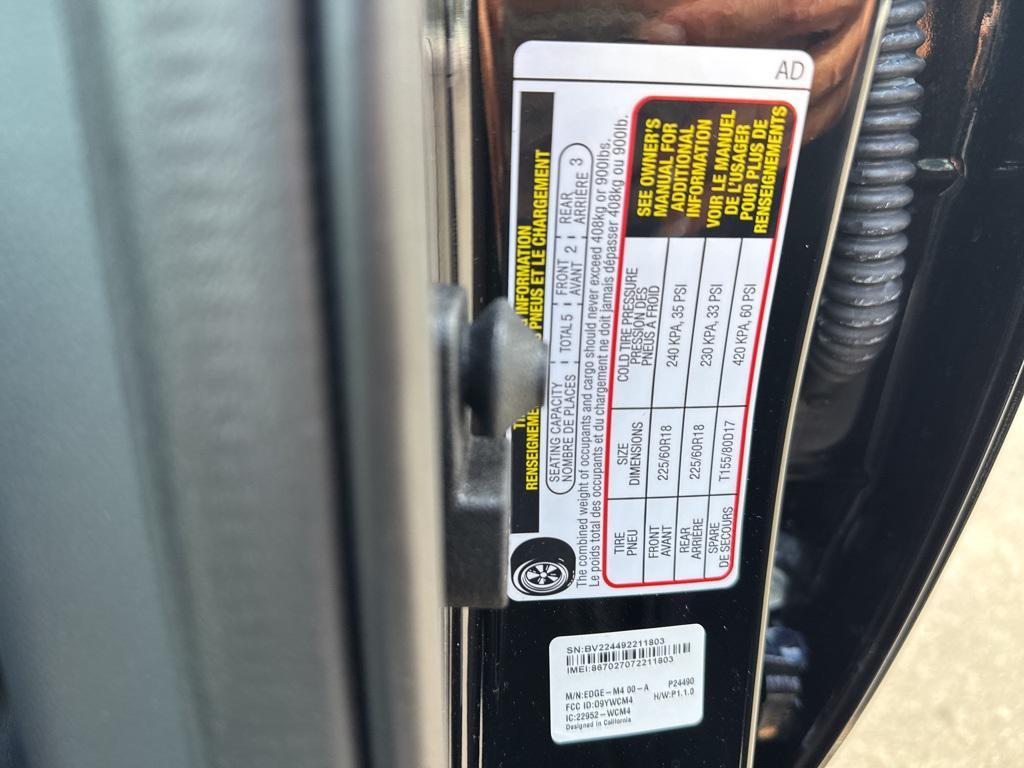 AD
INFORMATION
RENSEIGNEME PNEUS ET LE CHARGEMENT
SEATING CAPACITY
NOMBRE DE PLACES
TOTAL 5
FRONT
AVANT 2
REAR
ARRIÈRE 3
The combined weight of occupants and cargo should never exceed 408kg or 900lbs.
Le poids total des occupants et du chargement ne doit jamais dépasser 408kg ou 900lb.
TIRE
PNEU
SIZE
DIMENSIONS
COLD TIRE PRESSURE
PRESSION DES
PNEUS À FROID
FRONT
AVANT
225/60R18
240 KPA, 35 PSI
REAR
ARRIÈRE
225/60R18
230 KPA, 33 PSI
SPARE
DE SECOURS
T155/80D17
420 KPA, 60 PSI
SEE OWNER'S
MANUAL FOR
ADDITIONAL
INFORMATION
VOIR LE MANUEL
DE L'USAGER
POUR PLUS DE
RENSEIGNEMENTS
SN:BV224492211803
IMEI:867027072211803
M/N:EDGE-M4 00-A P24490
FCC ID:O9YWCM4 H/W:P1.1.0
IC:22952-WCM4
Designed in California